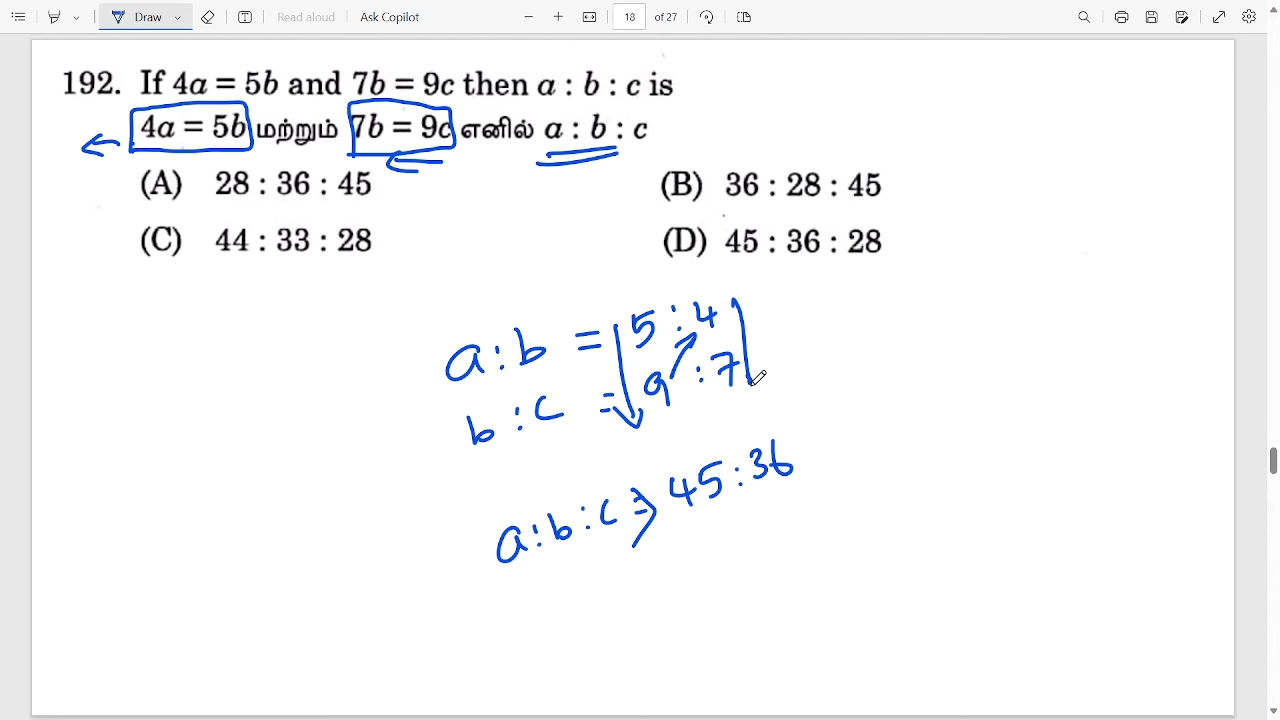 Draw
Read aloud
Ask Copilot
18 of 27
192. If 4a = 5b and 7b = 9c then a : b : c is
4a = 5b மற்றும் 7b = 9c எனில் a : b : c
(A) 28 : 36 : 45 (B) 36 : 28 : 45
(C) 44 : 33 : 28 (D) 45 : 36 : 28
a : b = 5 : 4
b : c = 9 : 7
a : b : c ⇒ 45 : 36